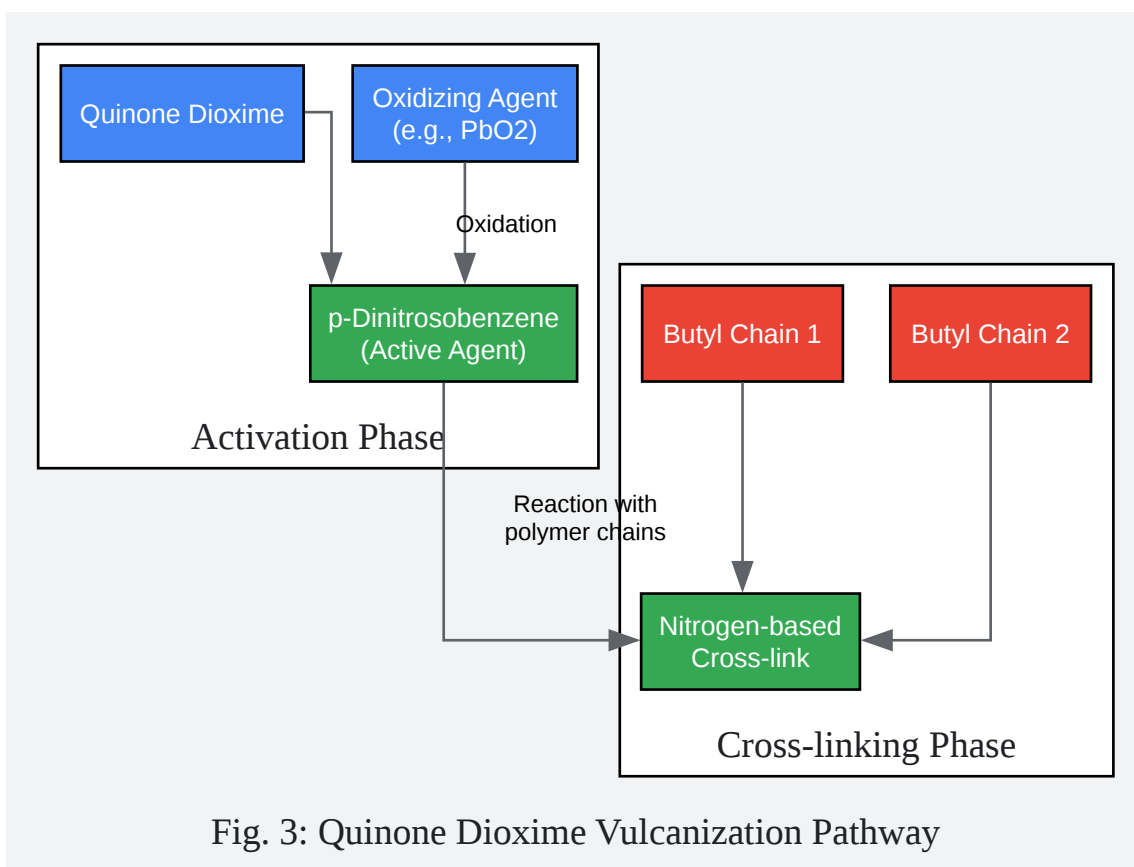 Quinone Dioxime
Oxidizing Agent
(e.g., PbO2)
Oxidation
p-Dinitrosobenzene
(Active Agent)
Activation Phase
Butyl Chain 1
Butyl Chain 2
Reaction with
polymer chains
Nitrogen-based
Cross-link
Cross-linking Phase
Fig. 3: Quinone Dioxime Vulcanization Pathway